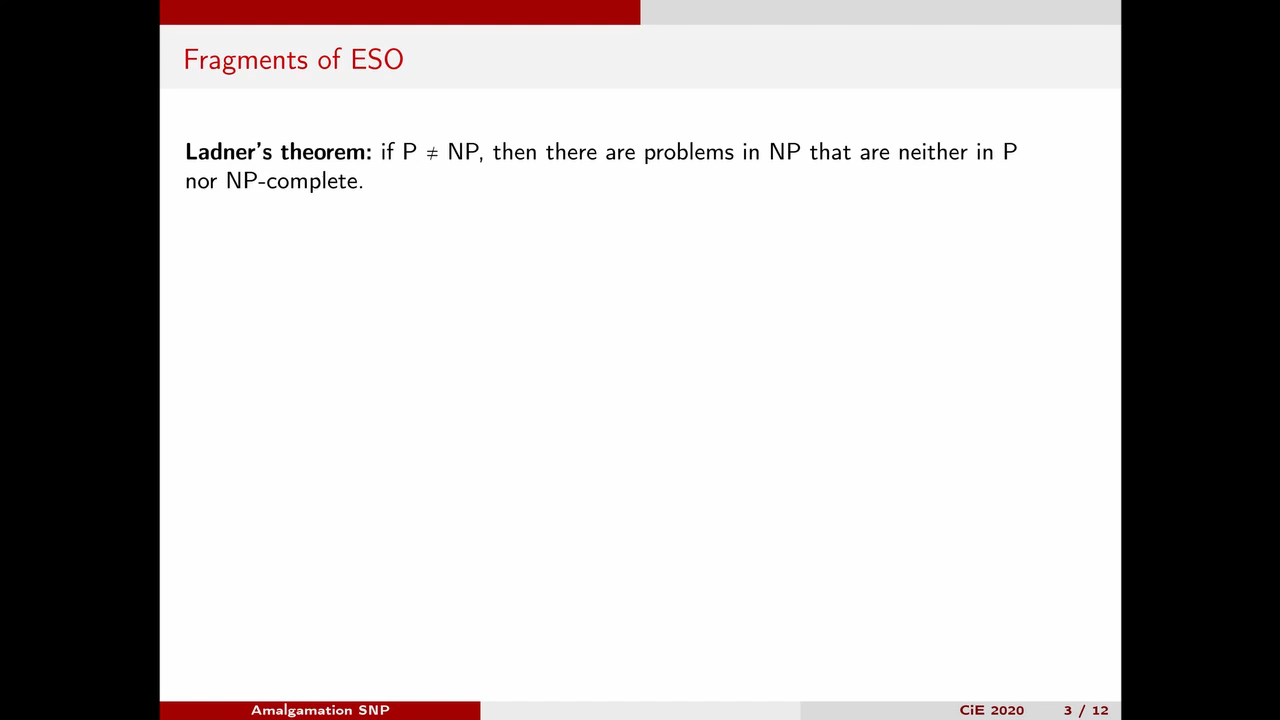 Fragments of ESO
Ladner's theorem: if P ≠ NP, then there are problems in NP that are neither in P
nor NP-complete.
Amalgamation SNP
CiE 2020 3 / 12